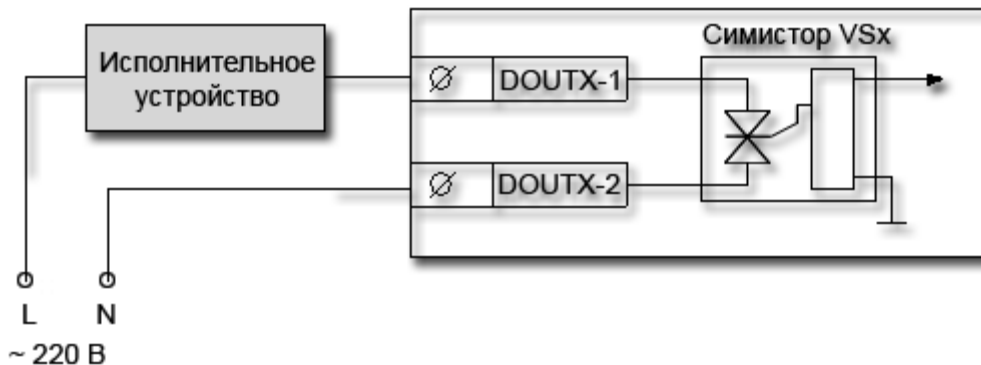 Симистор VSx
Исполнительное
устройство
DOUTX-1
DOUTX-2
L
N
~ 220 В